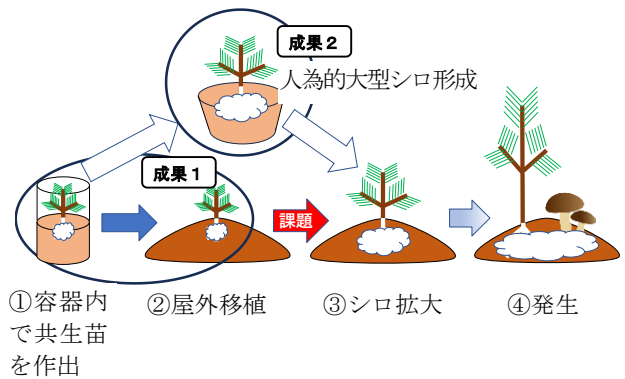 成果２
人為的大型シロ形成
成果１
課題
①容器内
で共生苗
を作出
②屋外移植
③シロ拡大
④発生